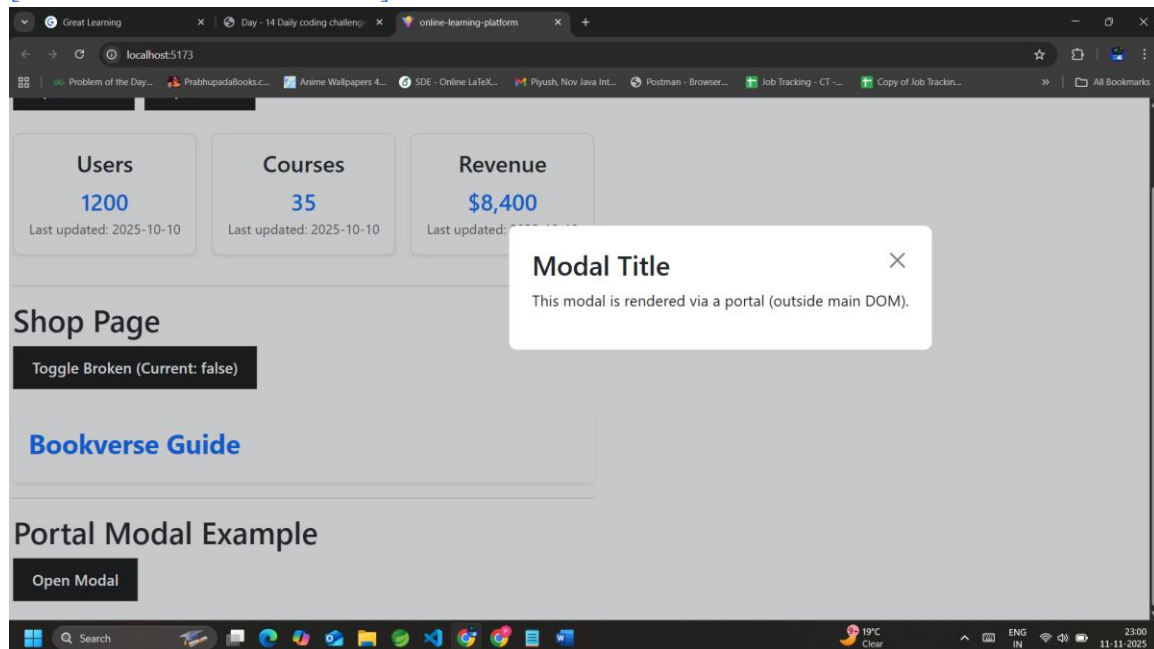 Great Learning
Day - 14 Daily coding challeng
online-learning-platform
localhost:5173
Problem of the Day...
PrabhupadaBooks.c...
Anime Wallpapers 4...
SDE - Online LaTeX...
Piyush, Nov Java Int...
Postman - Browser...
Job Tracking - CT -...
Copy of Job Trackin...
All Bookmarks
Users
1200
Last updated: 2025-10-10
Courses
35
Last updated: 2025-10-10
Revenue
$8,400
Last updated:
Modal Title
This modal is rendered via a portal (outside main DOM).
Shop Page
Toggle Broken (Current: false)
Bookverse Guide
Portal Modal Example
Open Modal
Search
19°C
Clear
ENG
IN
23:00
11-11-2025